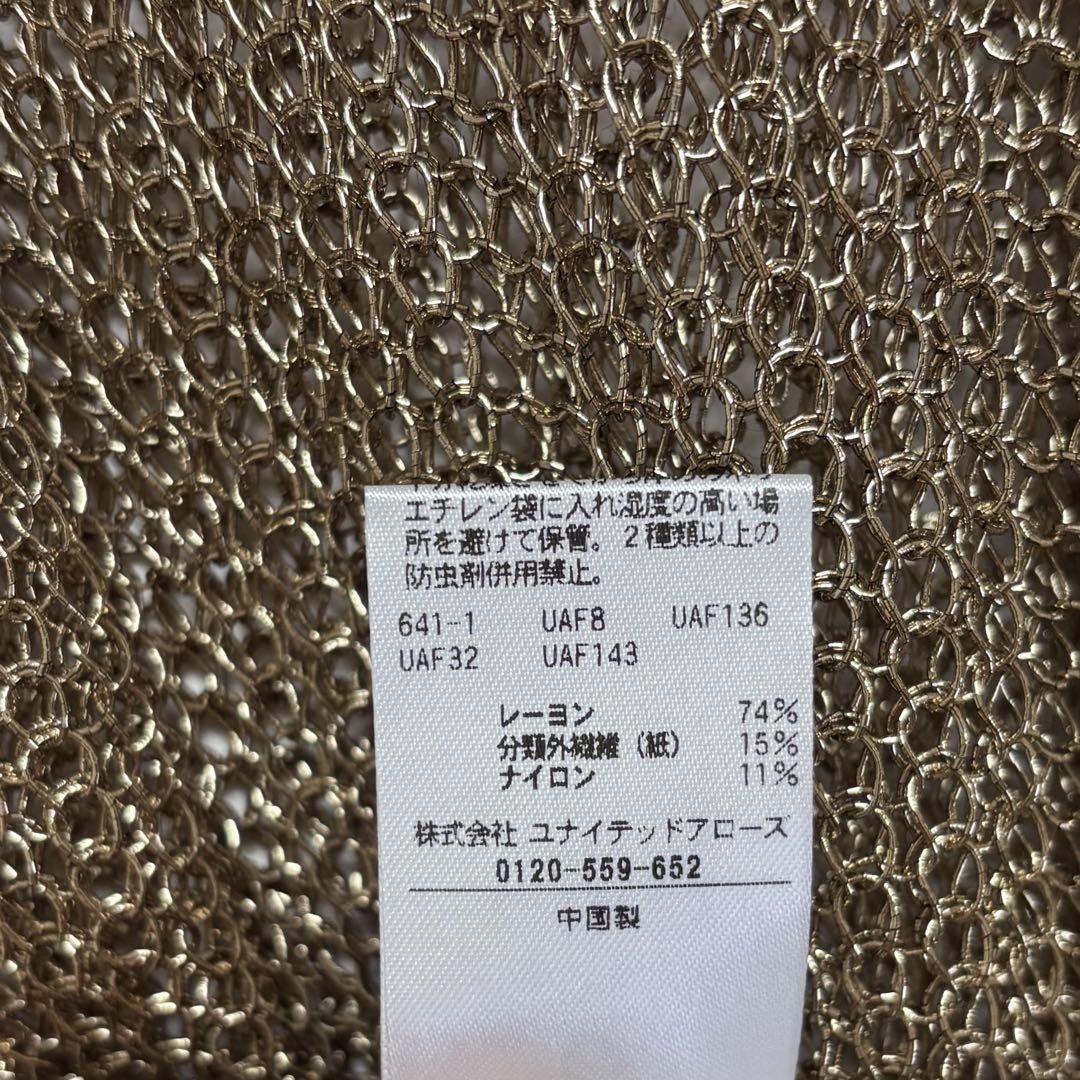 エチレン袋に入れ湿度の高い場
所を避けて保管。2種類以上の
防虫剤併用禁止。
641-1 UAF8 UAF136
UAF32 UAF143
レーヨン 74%
分類外繊維(紙) 15%
ナイロン 11%
株式会社 ユナイテッドアローズ
0120-559-652
中国製